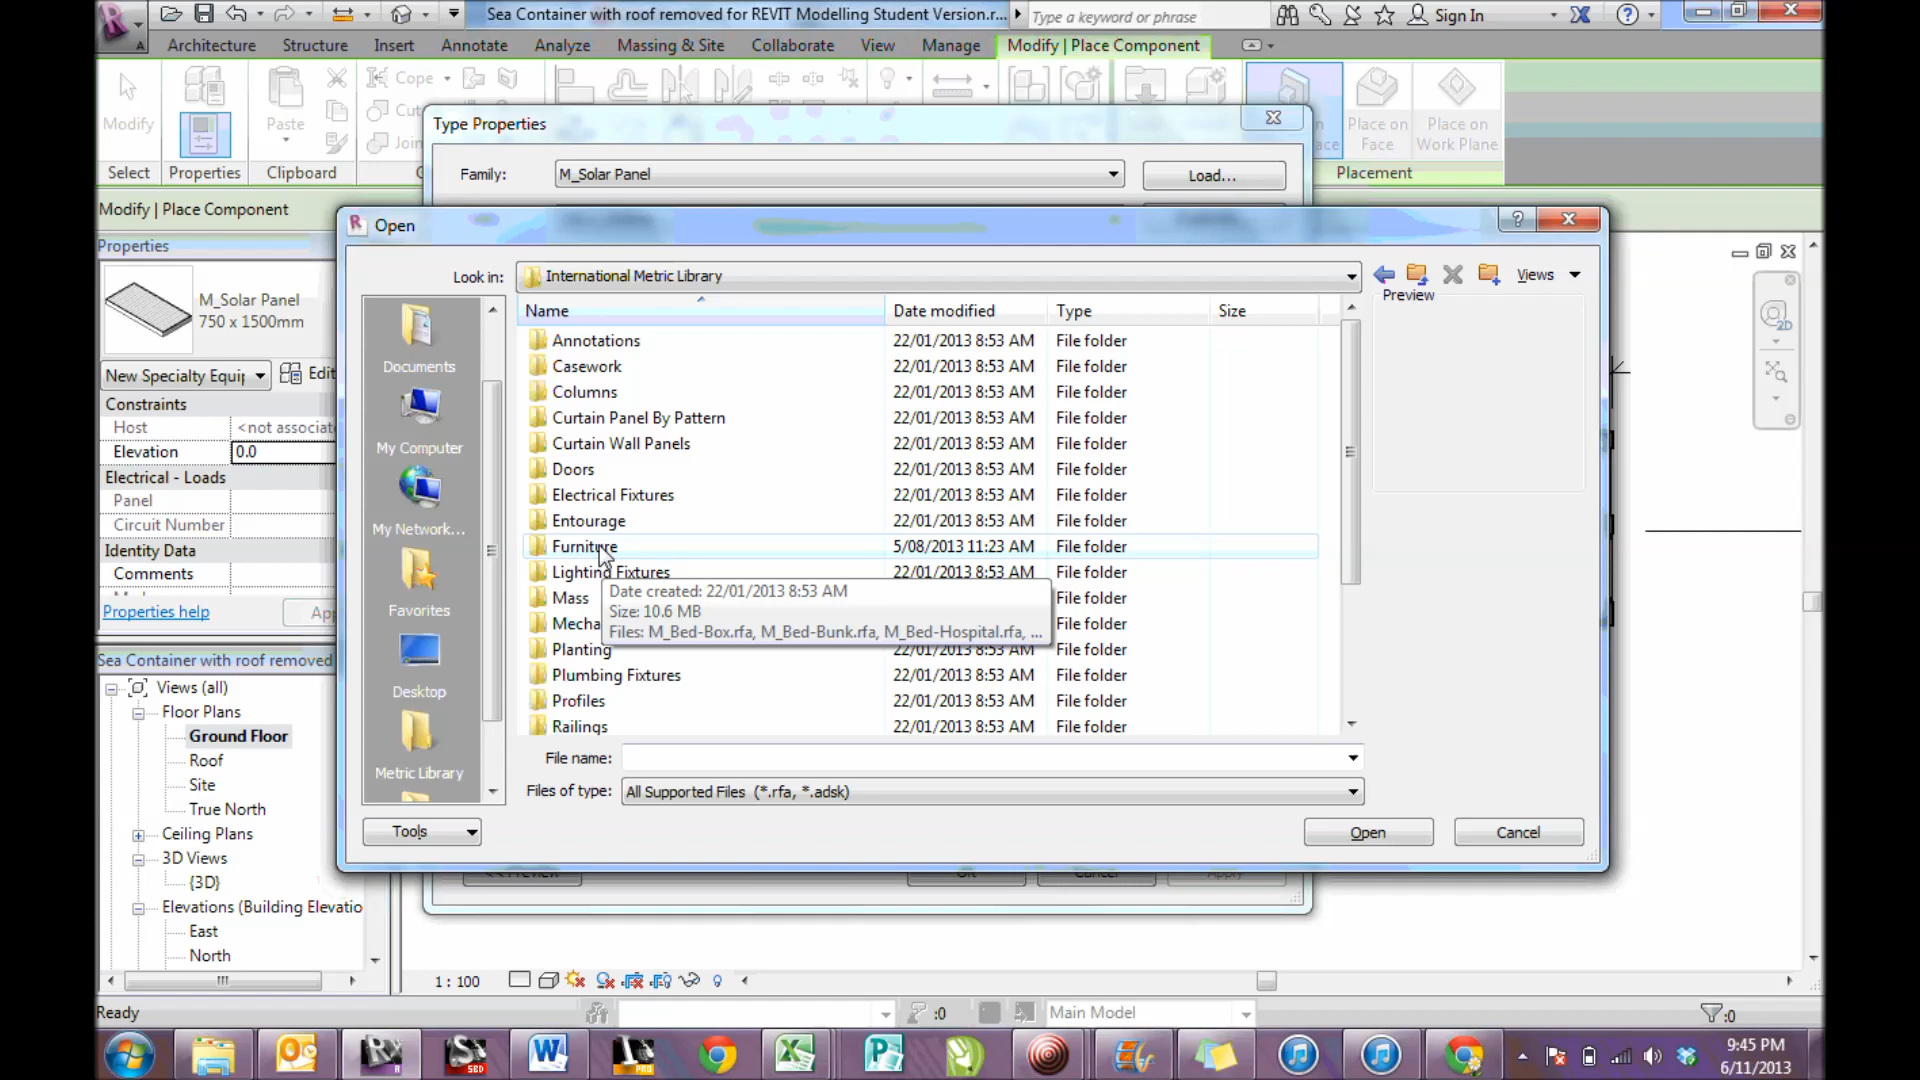 Sea Container with roof removed for REVIT Modelling Student Version.r...
Type a keyword or phrase
Sign In
Architecture Structure Insert Annotate Analyze Massing & Site Collaborate View Manage Modify | Place Component
Modify
Paste
Cope
Place on Face
Place on Work Plane
Select Properties Clipboard
Placement
Type Properties
Family: M_Solar Panel Load...
Modify | Place Component
Properties
M_Solar Panel
750 x 1500mm
New Specialty Equip
Constraints
Host
Elevation 0.0
Electrical - Loads
Panel
Circuit Number
Identity Data
Comments
Properties help
Sea Container with roof removed
Views (all)
Floor Plans
Ground Floor
Roof
Site
True North
Ceiling Plans
3D Views
{3D}
Elevations (Building Elevatio
East
North
Open
Look in: International Metric Library
Views
Preview
Documents
My Computer
My Network...
Favorites
Desktop
Metric Library
Name Date modified Type Size
Annotations 22/01/2013 8:53 AM File folder
Casework 22/01/2013 8:53 AM File folder
Columns 22/01/2013 8:53 AM File folder
Curtain Panel By Pattern 22/01/2013 8:53 AM File folder
Curtain Wall Panels 22/01/2013 8:53 AM File folder
Doors 22/01/2013 8:53 AM File folder
Electrical Fixtures 22/01/2013 8:53 AM File folder
Entourage 22/01/2013 8:53 AM File folder
Furniture 5/08/2013 11:23 AM File folder
Lighting Fixtures 22/01/2013 8:53 AM File folder
Mass File folder
Mecha File folder
Planting 22/01/2013 8:53 AM File folder
Plumbing Fixtures 22/01/2013 8:53 AM File folder
Profiles 22/01/2013 8:53 AM File folder
Railings 22/01/2013 8:53 AM File folder
Date created: 22/01/2013 8:53 AM
Size: 10.6 MB
Files: M_Bed-Box.rfa, M_Bed-Bunk.rfa, M_Bed-Hospital.rfa, ...
File name:
Files of type: All Supported Files (*.rfa, *.adsk)
Tools
Open Cancel
1 : 100
Ready
:0
Main Model
:0
9:45 PM
6/11/2013